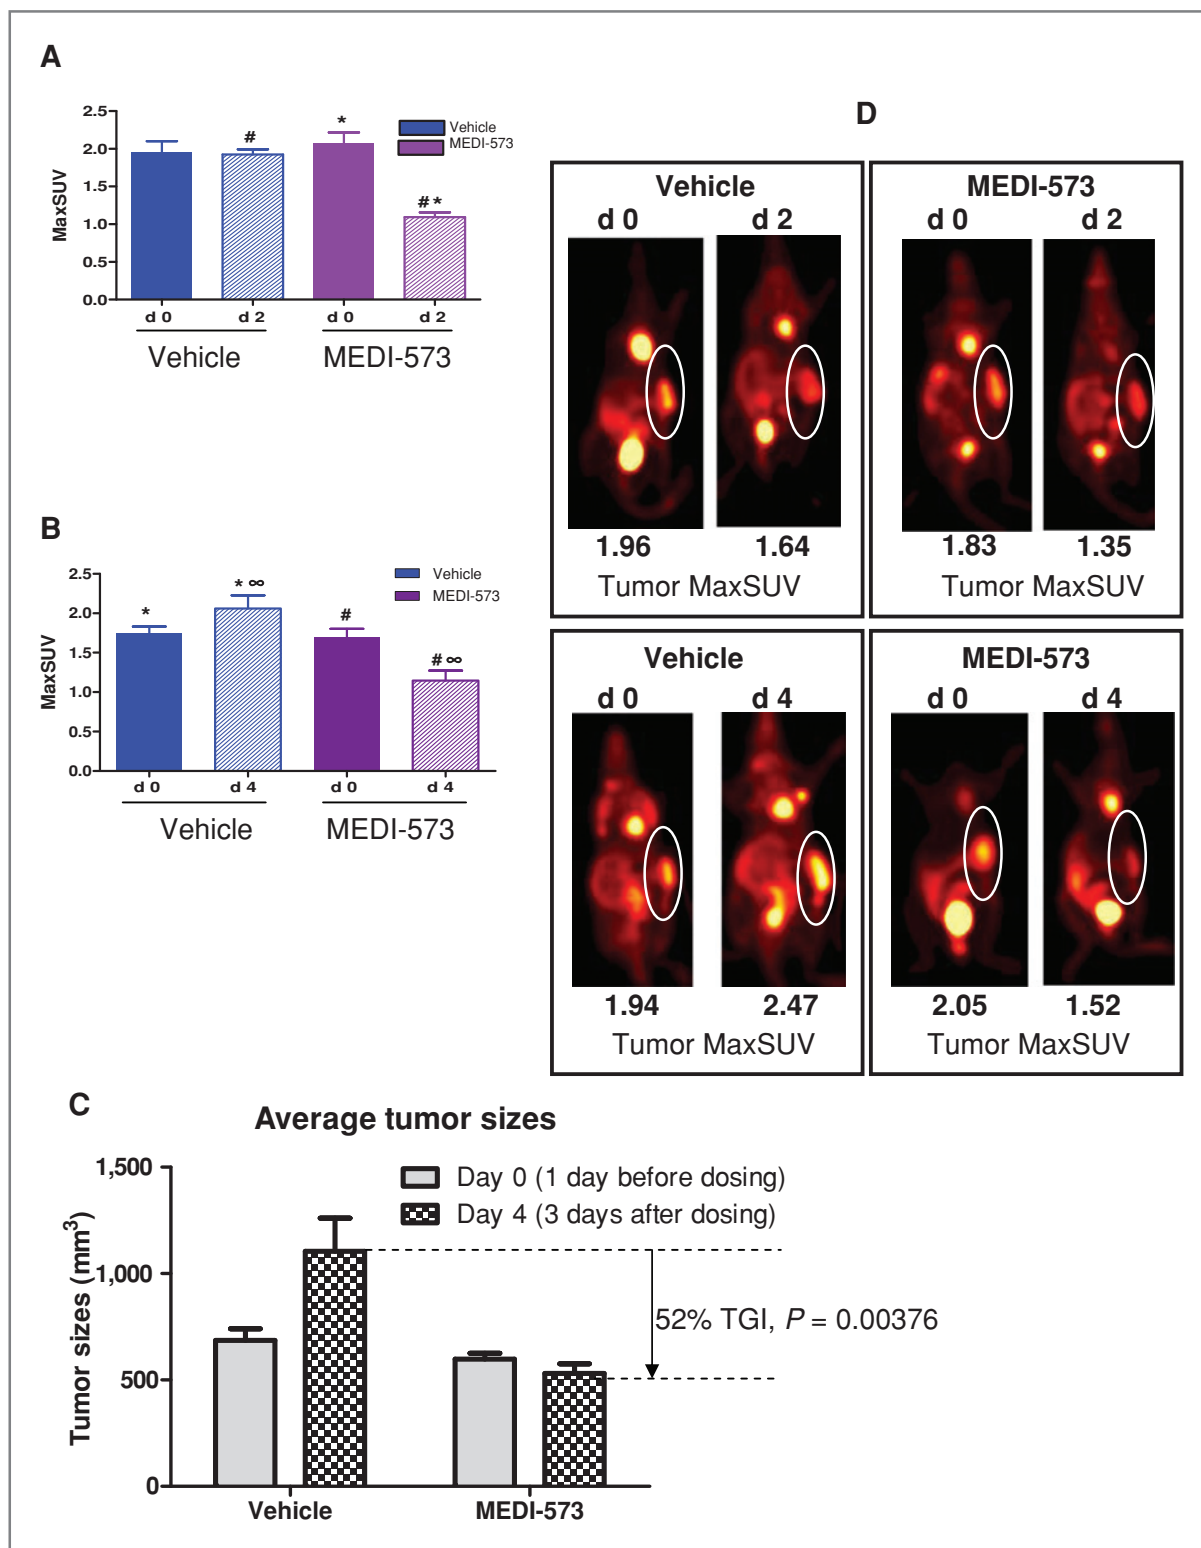 A
2.5
2.0
1.5
1.0
0.5
0.0
MaxSUV
#
*
# *
Vehicle
MEDI-573
d 0
d 2
d 0
d 2
Vehicle
MEDI-573
B
2.5
2.0
1.5
1.0
0.5
0.0
MaxSUV
*
* ∞
#
# ∞
Vehicle
MEDI-573
d 0
d 4
d 0
d 4
Vehicle
MEDI-573
D
Vehicle
d 0
d 2
1.96
1.64
Tumor MaxSUV
MEDI-573
d 0
d 2
1.83
1.35
Tumor MaxSUV
Vehicle
d 0
d 4
1.94
2.47
Tumor MaxSUV
MEDI-573
d 0
d 4
2.05
1.52
Tumor MaxSUV
C
Average tumor sizes
1,500
1,000
500
0
Tumor sizes (mm³)
Day 0 (1 day before dosing)
Day 4 (3 days after dosing)
52% TGI, P = 0.00376
Vehicle
MEDI-573